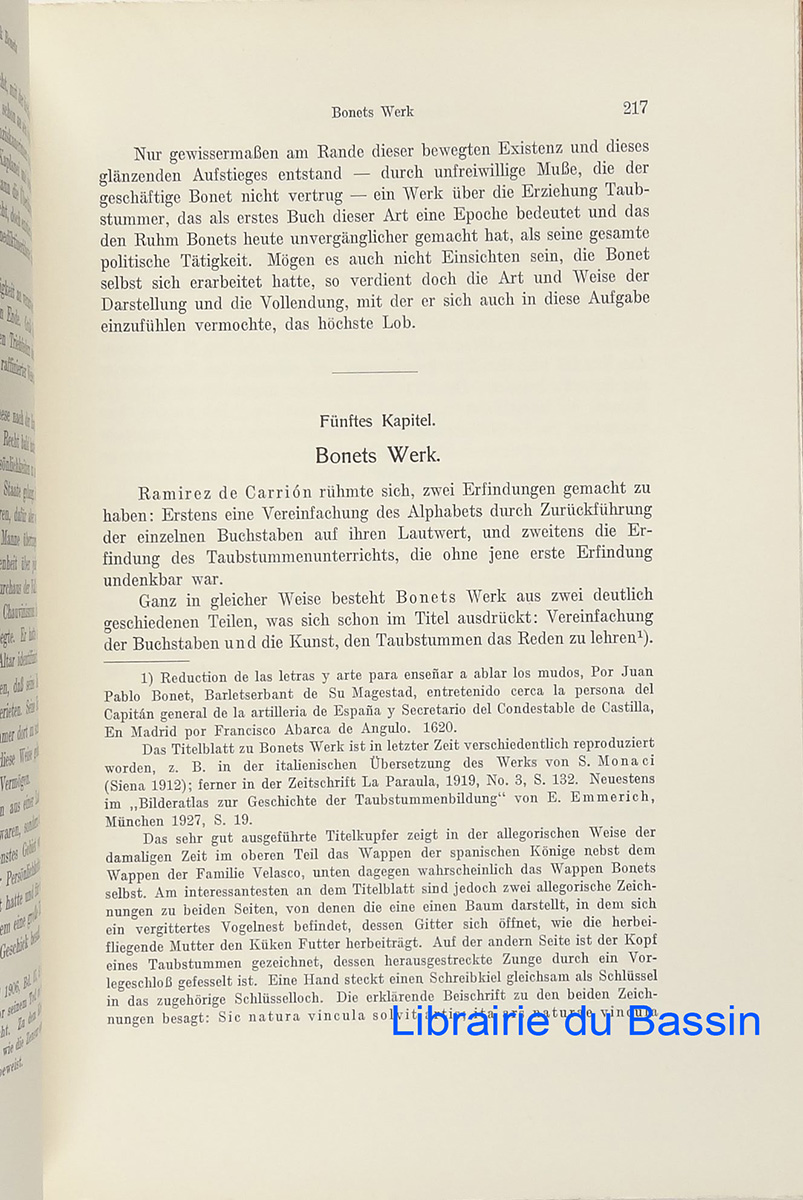 Bonets Werk 217
Nur gewissermaßen am Rande dieser bewegten Existenz und dieses
glänzenden Aufstieges entstand — durch unfreiwillige Muße, die der
geschäftige Bonet nicht vertrug — ein Werk über die Erziehung Taub-
stummer, das als erstes Buch dieser Art eine Epoche bedeutet und das
den Ruhm Bonets heute unvergänglicher gemacht hat, als seine gesamte
politische Tätigkeit. Mögen es auch nicht Einsichten sein, die Bonet
selbst sich erarbeitet hatte, so verdient doch die Art und Weise der
Darstellung und die Vollendung, mit der er sich auch in diese Aufgabe
einzufühlen vermochte, das höchste Lob.
Fünftes Kapitel.
Bonets Werk.
Ramirez de Carrión rühmte sich, zwei Erfindungen gemacht zu
haben: Erstens eine Vereinfachung des Alphabets durch Zurückführung
der einzelnen Buchstaben auf ihren Lautwert, und zweitens die Er-
findung des Taubstummenunterrichts, die ohne jene erste Erfindung
undenkbar war.
Ganz in gleicher Weise besteht Bonets Werk aus zwei deutlich
geschiedenen Teilen, was sich schon im Titel ausdrückt: Vereinfachung
der Buchstaben und die Kunst, den Taubstummen das Reden zu lehren¹).
1) Reduction de las letras y arte para enseñar a ablar los mudos, Por Juan
Pablo Bonet, Barletserbant de Su Magestad, entretenido cerca la persona del
Capitán general de la artilleria de España y Secretario del Condestable de Castilla,
En Madrid por Francisco Abarca de Angulo. 1620.
Das Titelblatt zu Bonets Werk ist in letzter Zeit verschiedentlich reproduziert
worden, z. B. in der italienischen Übersetzung des Werks von S. Monaci
(Siena 1912); ferner in der Zeitschrift La Paraula, 1919, No. 3, S. 132. Neuestens
im „Bilderatlas zur Geschichte der Taubstummenbildung“ von E. Emmerich,
München 1927, S. 19.
Das sehr gut ausgeführte Titelkupfer zeigt in der allegorischen Weise der
damaligen Zeit im oberen Teil das Wappen der spanischen Könige nebst dem
Wappen der Familie Velasco, unten dagegen wahrscheinlich das Wappen Bonets
selbst. Am interessantesten an dem Titelblatt sind jedoch zwei allegorische Zeich-
nungen zu beiden Seiten, von denen die eine einen Baum darstellt, in dem sich
ein vergittertes Vogelnest befindet, dessen Gitter sich öffnet, wie die herbei-
fliegende Mutter den Küken Futter herbeiträgt. Auf der andern Seite ist der Kopf
eines Taubstummen gezeichnet, dessen herausgestreckte Zunge durch ein Vor-
legeschloß gefesselt ist. Eine Hand steckt einen Schreibkiel gleichsam als Schlüssel
in das zugehörige Schlüsselloch. Die erklärende Beischrift zu den beiden Zeich-
nungen besagt: Sic natura vincula solvit artis, ita ars naturae vincula
Librairie du Bassin